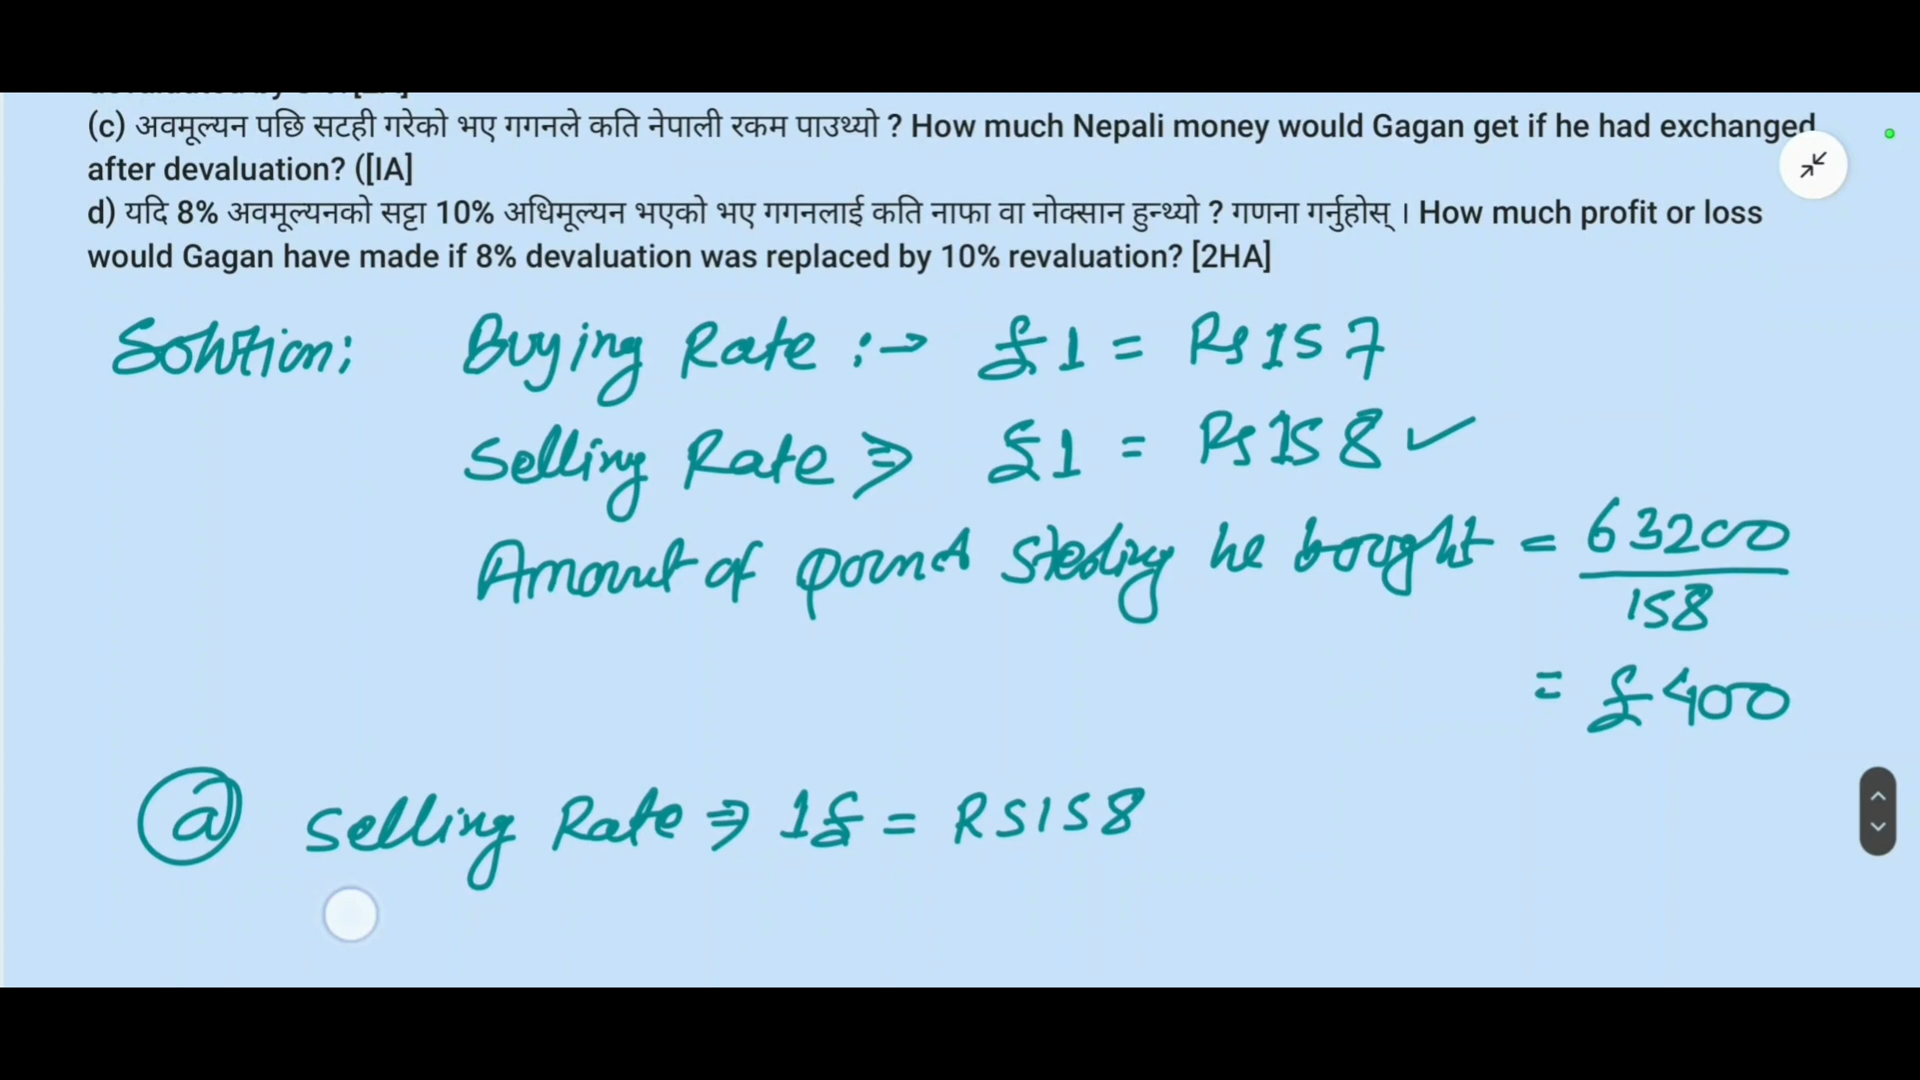 (c) अवमूल्यन पछि सटही गरेको भए गगनले कति नेपाली रकम पाउथ्यो ? How much Nepali money would Gagan get if he had exchanged
after devaluation? ([IA]
d) यदि 8% अवमूल्यनको सट्टा 10% अधिमूल्यन भएको भए गगनलाई कति नाफा वा नोक्सान हुन्थ्यो ? गणना गर्नुहोस् । How much profit or loss
would Gagan have made if 8% devaluation was replaced by 10% revaluation? [2HA]
Solution; Buying Rate :→ £1 = Rs 157
Selling Rate ⇒ £1 = Rs 158 ✓
Amount of pound sterling he bought = 63200
158
= £400
(a) Selling Rate ⇒ 1£ = RS158